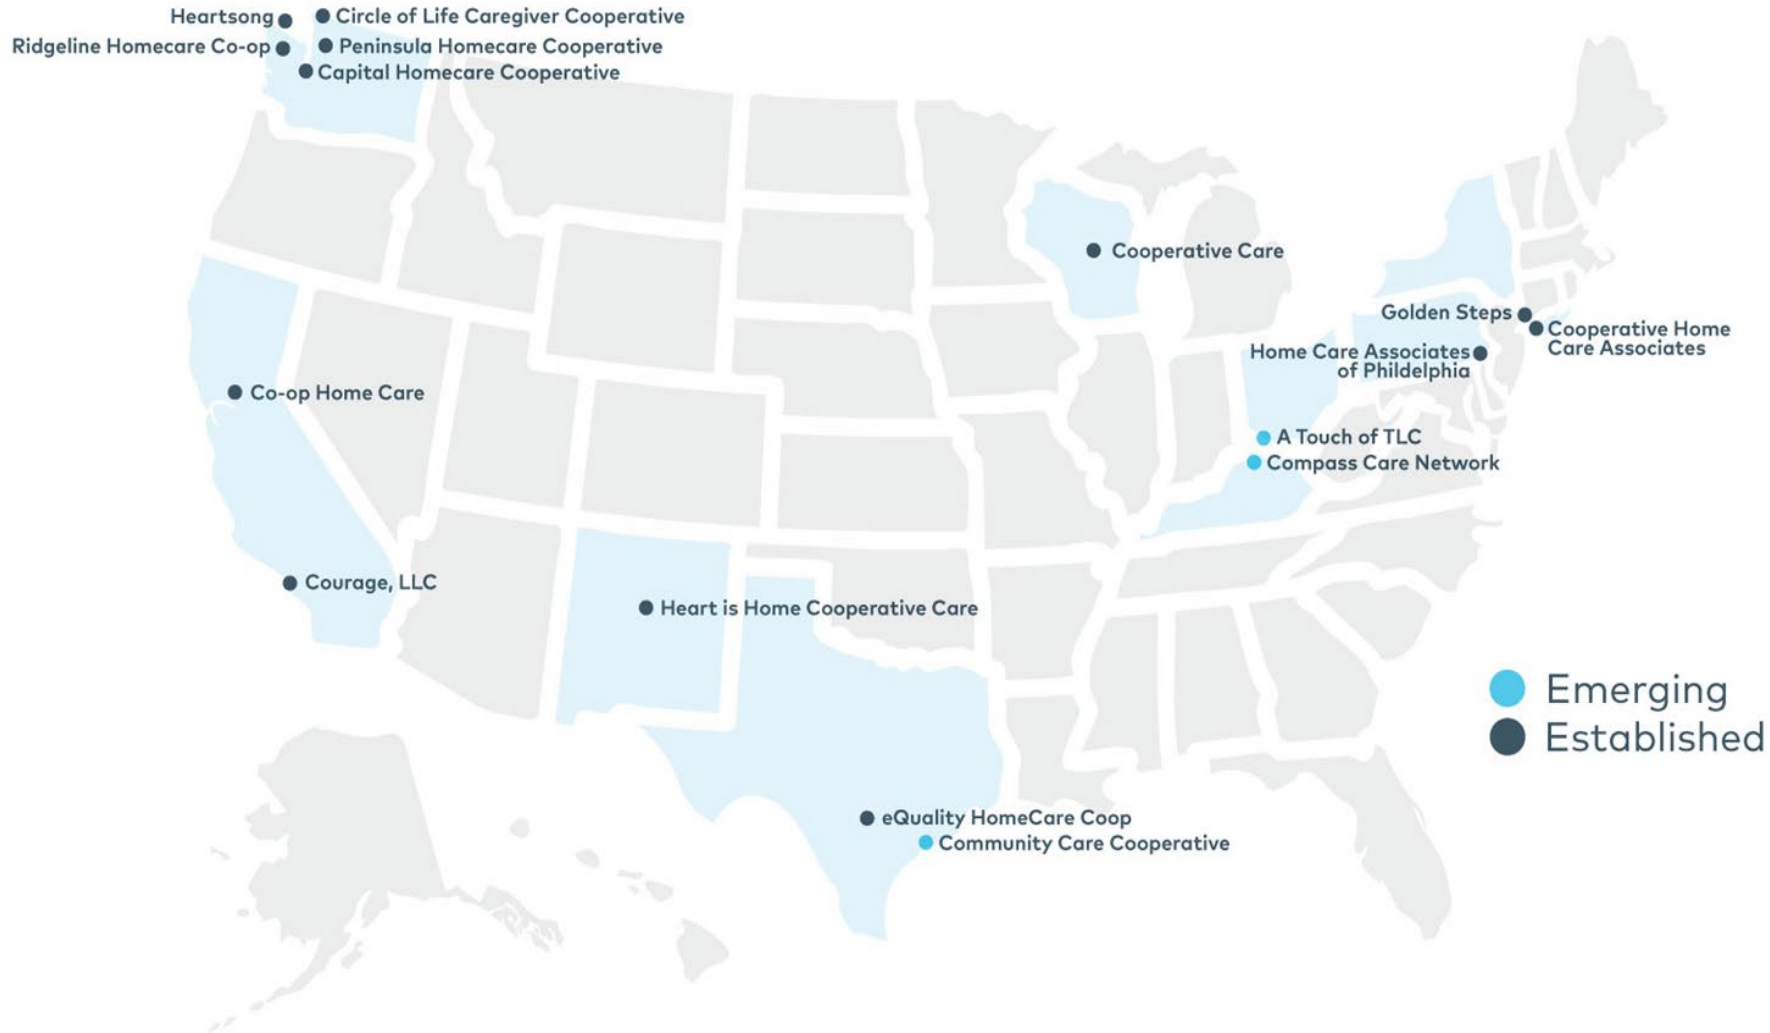 Heartsong
Circle of Life Caregiver Cooperative
Ridgeline Homecare Co-op
Peninsula Homecare Cooperative
Capital Homecare Cooperative
Cooperative Care
Golden Steps
Cooperative Home
Care Associates
Home Care Associates
of Phildelphia
Co-op Home Care
A Touch of TLC
Compass Care Network
Courage, LLC
Heart is Home Cooperative Care
Emerging
Established
eQuality HomeCare Coop
Community Care Cooperative